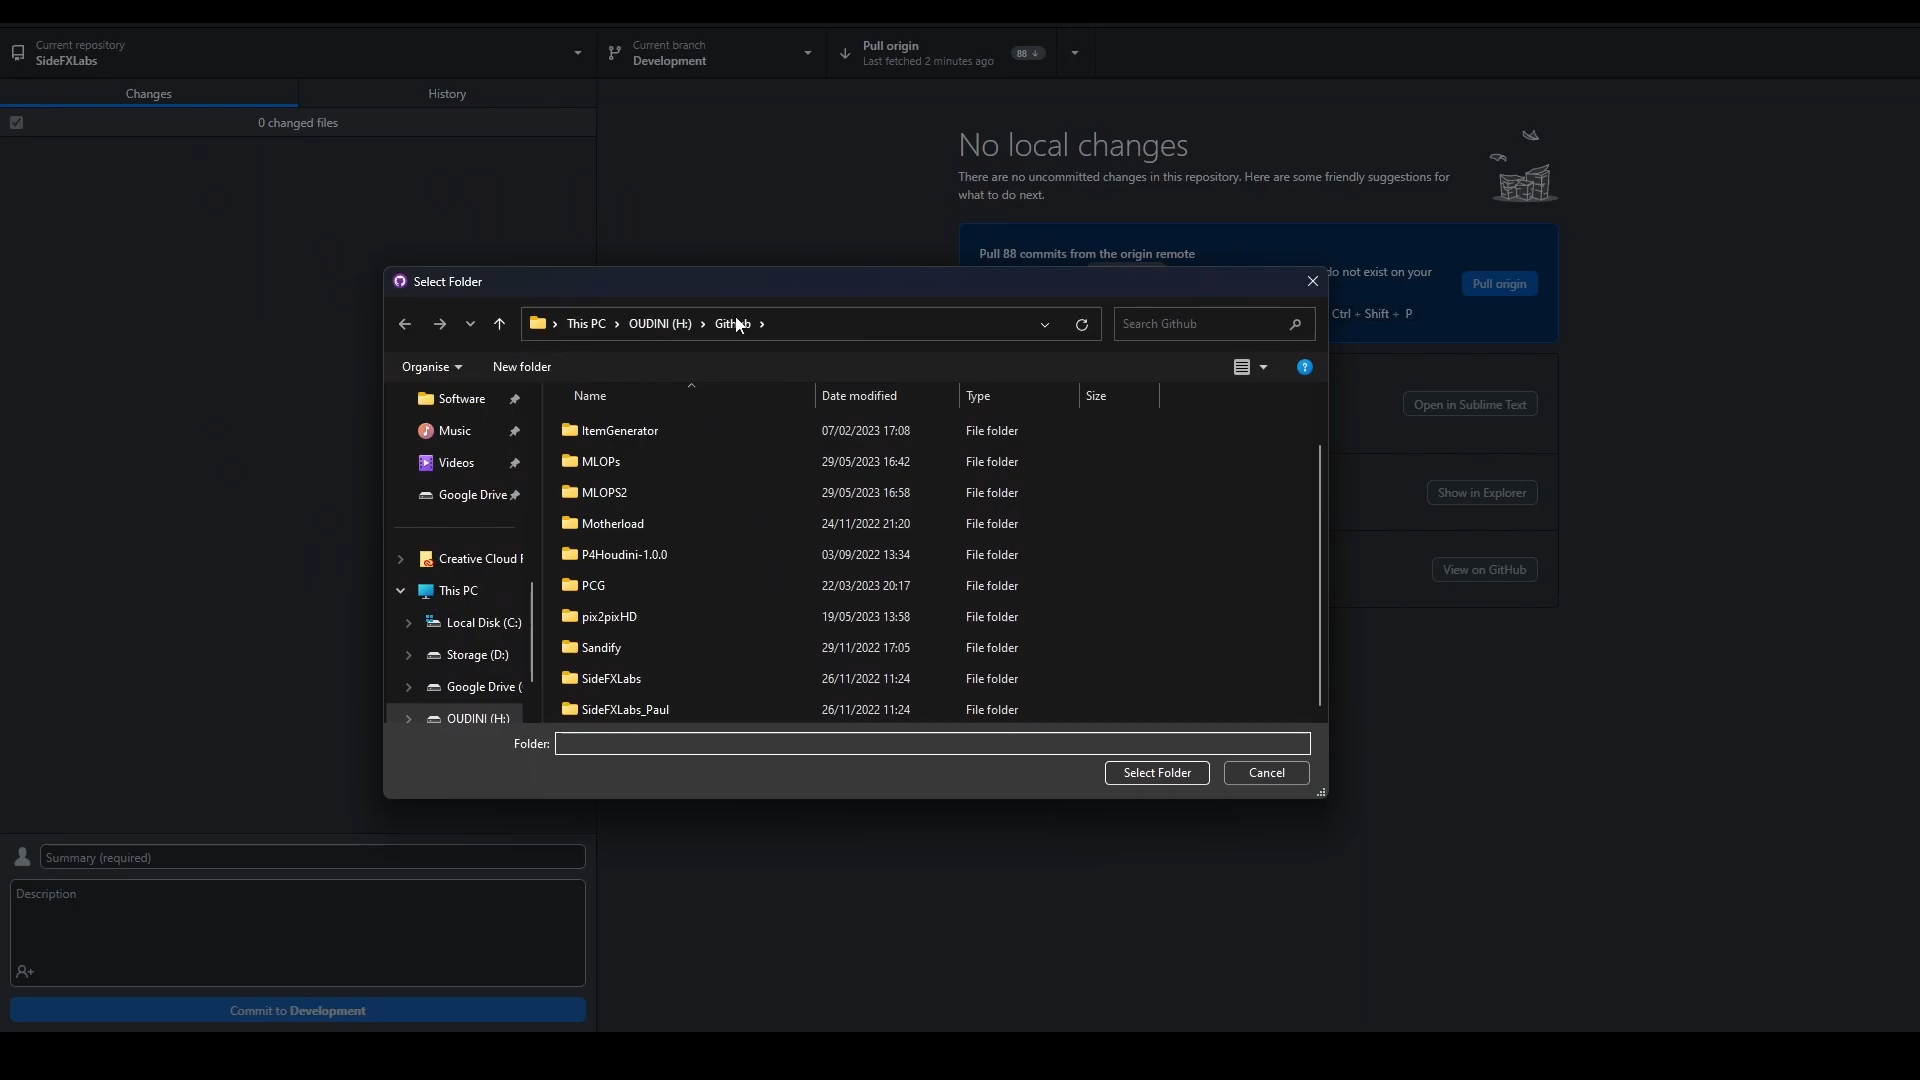 Current repository
SideFXLabs
Current branch
Development
Pull origin
Last fetched 2 minutes ago
88
Changes
History
0 changed files
No local changes
There are no uncommitted changes in this repository. Here are some friendly suggestions for
what to do next.
Pull 88 commits from the origin remote
do not exist on your
Pull origin
Ctrl + Shift + P
Open in Sublime Text
Show in Explorer
View on GitHub
Select Folder
This PC > OUDINI (H:) > Github >
Search Github
Organise
New folder
Name
Date modified
Type
Size
Software
Music
Videos
Google Drive
Creative Cloud F
This PC
Local Disk (C:)
Storage (D:)
Google Drive (
OUDINI (H:)
ItemGenerator 07/02/2023 17:08 File folder
MLOPs 29/05/2023 16:42 File folder
MLOPS2 29/05/2023 16:58 File folder
Motherload 24/11/2022 21:20 File folder
P4Houdini-1.0.0 03/09/2022 13:34 File folder
PCG 22/03/2023 20:17 File folder
pix2pixHD 19/05/2023 13:58 File folder
Sandify 29/11/2022 17:05 File folder
SideFXLabs 26/11/2022 11:24 File folder
SideFXLabs_Paul 26/11/2022 11:24 File folder
Folder:
Select Folder
Cancel
Summary (required)
Description
Commit to Development